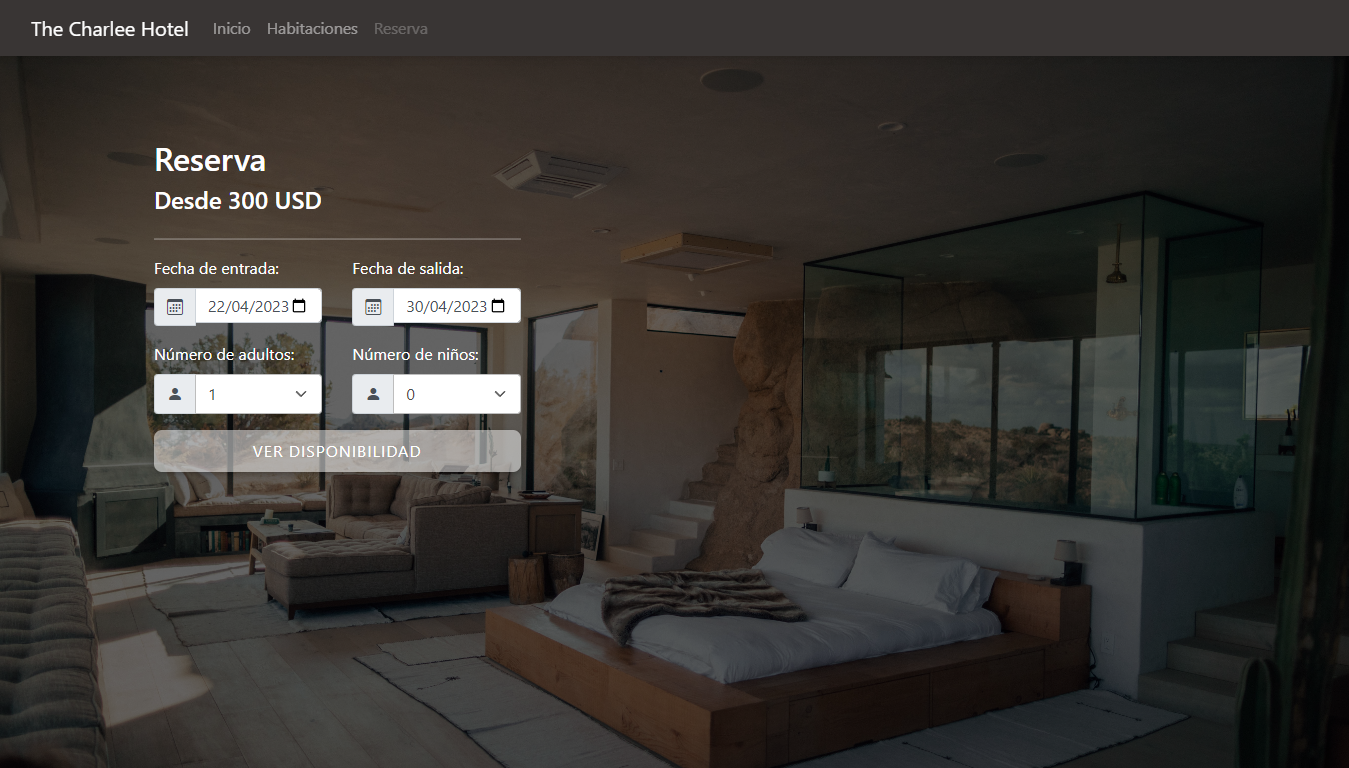 The Charlee Hotel Inicio Habitaciones Reserva
Reserva
Desde 300 USD
Fecha de entrada: Fecha de salida:
22/04/2023 30/04/2023
Número de adultos: Número de niños:
1 0
VER DISPONIBILIDAD